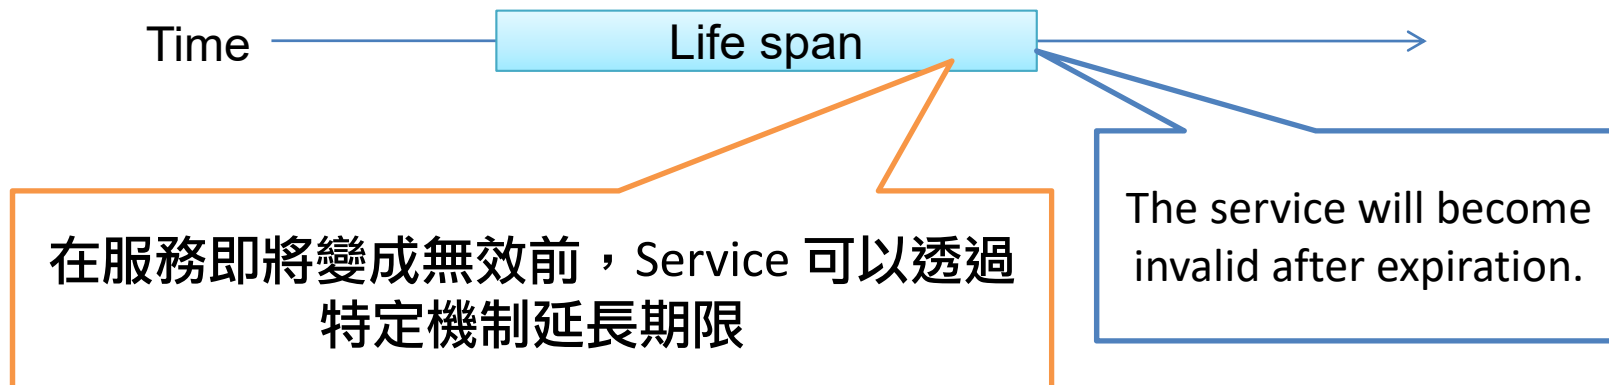 Time
Life span
在服務即將變成無效前，Service 可以透過
特定機制延長期限
The service will become
invalid after expiration.